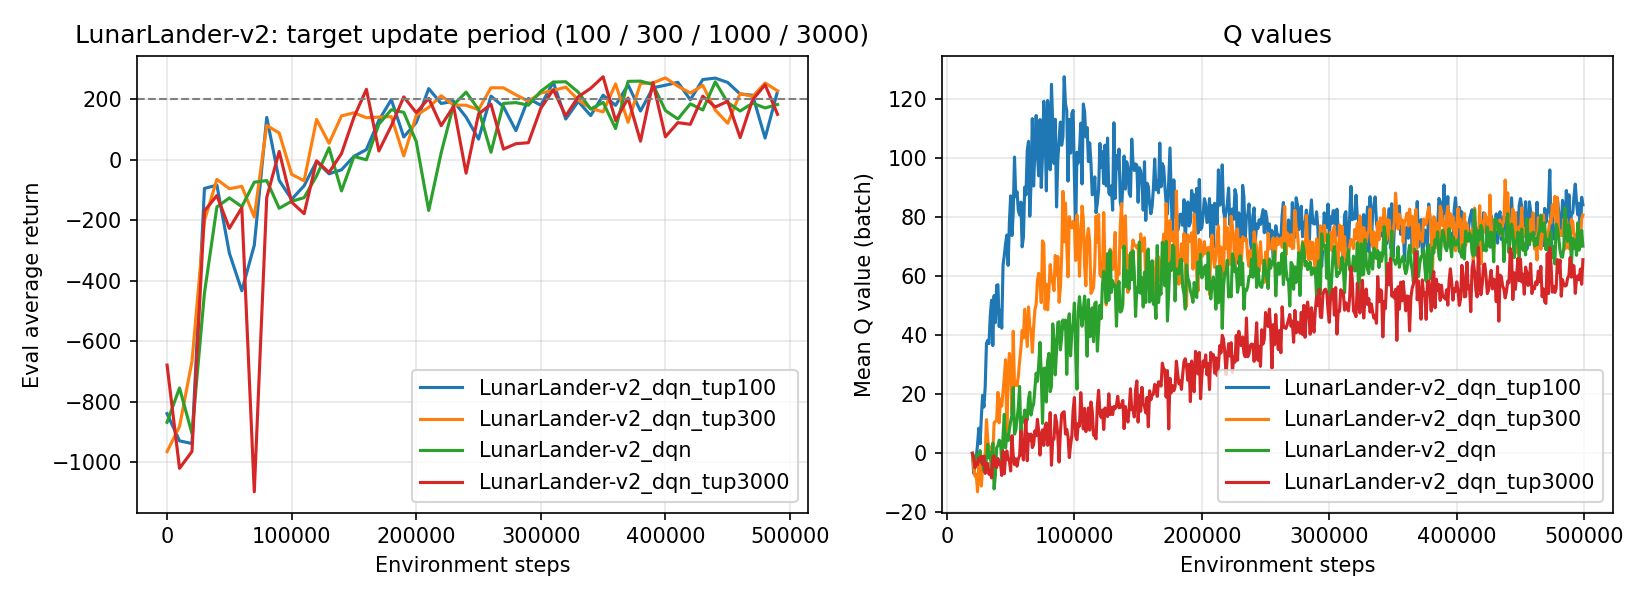 LunarLander-v2: target update period (100 / 300 / 1000 / 3000)
Eval average return
200
0
−200
−400
−600
−800
−1000
LunarLander-v2_dqn_tup100
LunarLander-v2_dqn_tup300
LunarLander-v2_dqn
LunarLander-v2_dqn_tup3000
0
100000
200000
300000
400000
500000
Environment steps
Q values
Mean Q value (batch)
120
100
80
60
40
20
0
−20
LunarLander-v2_dqn_tup100
LunarLander-v2_dqn_tup300
LunarLander-v2_dqn
LunarLander-v2_dqn_tup3000
0
100000
200000
300000
400000
500000
Environment steps